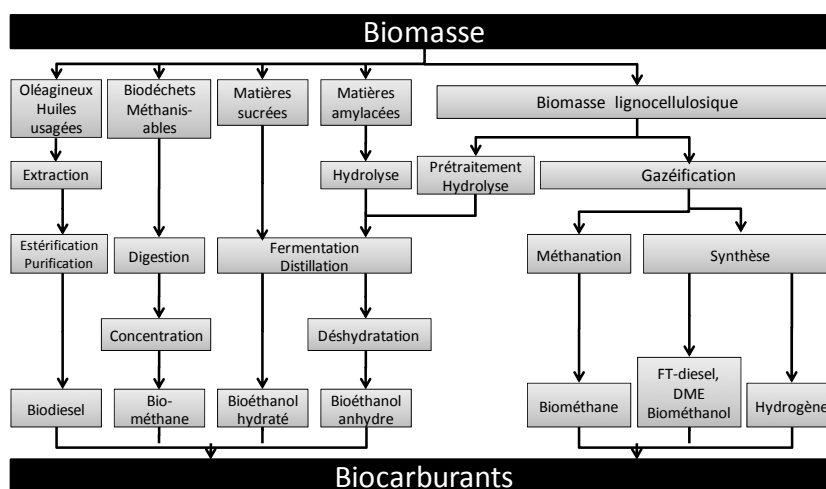 Biomasse
Oléagineux
Huiles
usagées
Biodéchets
Méthanis-
ables
Matières
sucrées
Matières
amylacées
Biomasse lignocellulosique
Extraction
Hydrolyse
Prétraitement
Hydrolyse
Gazéification
Estérification
Purification
Digestion
Fermentation
Distillation
Méthanation
Synthèse
Concentration
Déshydratation
Biodiesel
Bio-
méthane
Bioéthanol
hydraté
Bioéthanol
anhydre
Biométhane
FT-diesel,
DME
Biométhanol
Hydrogène
Biocarburants